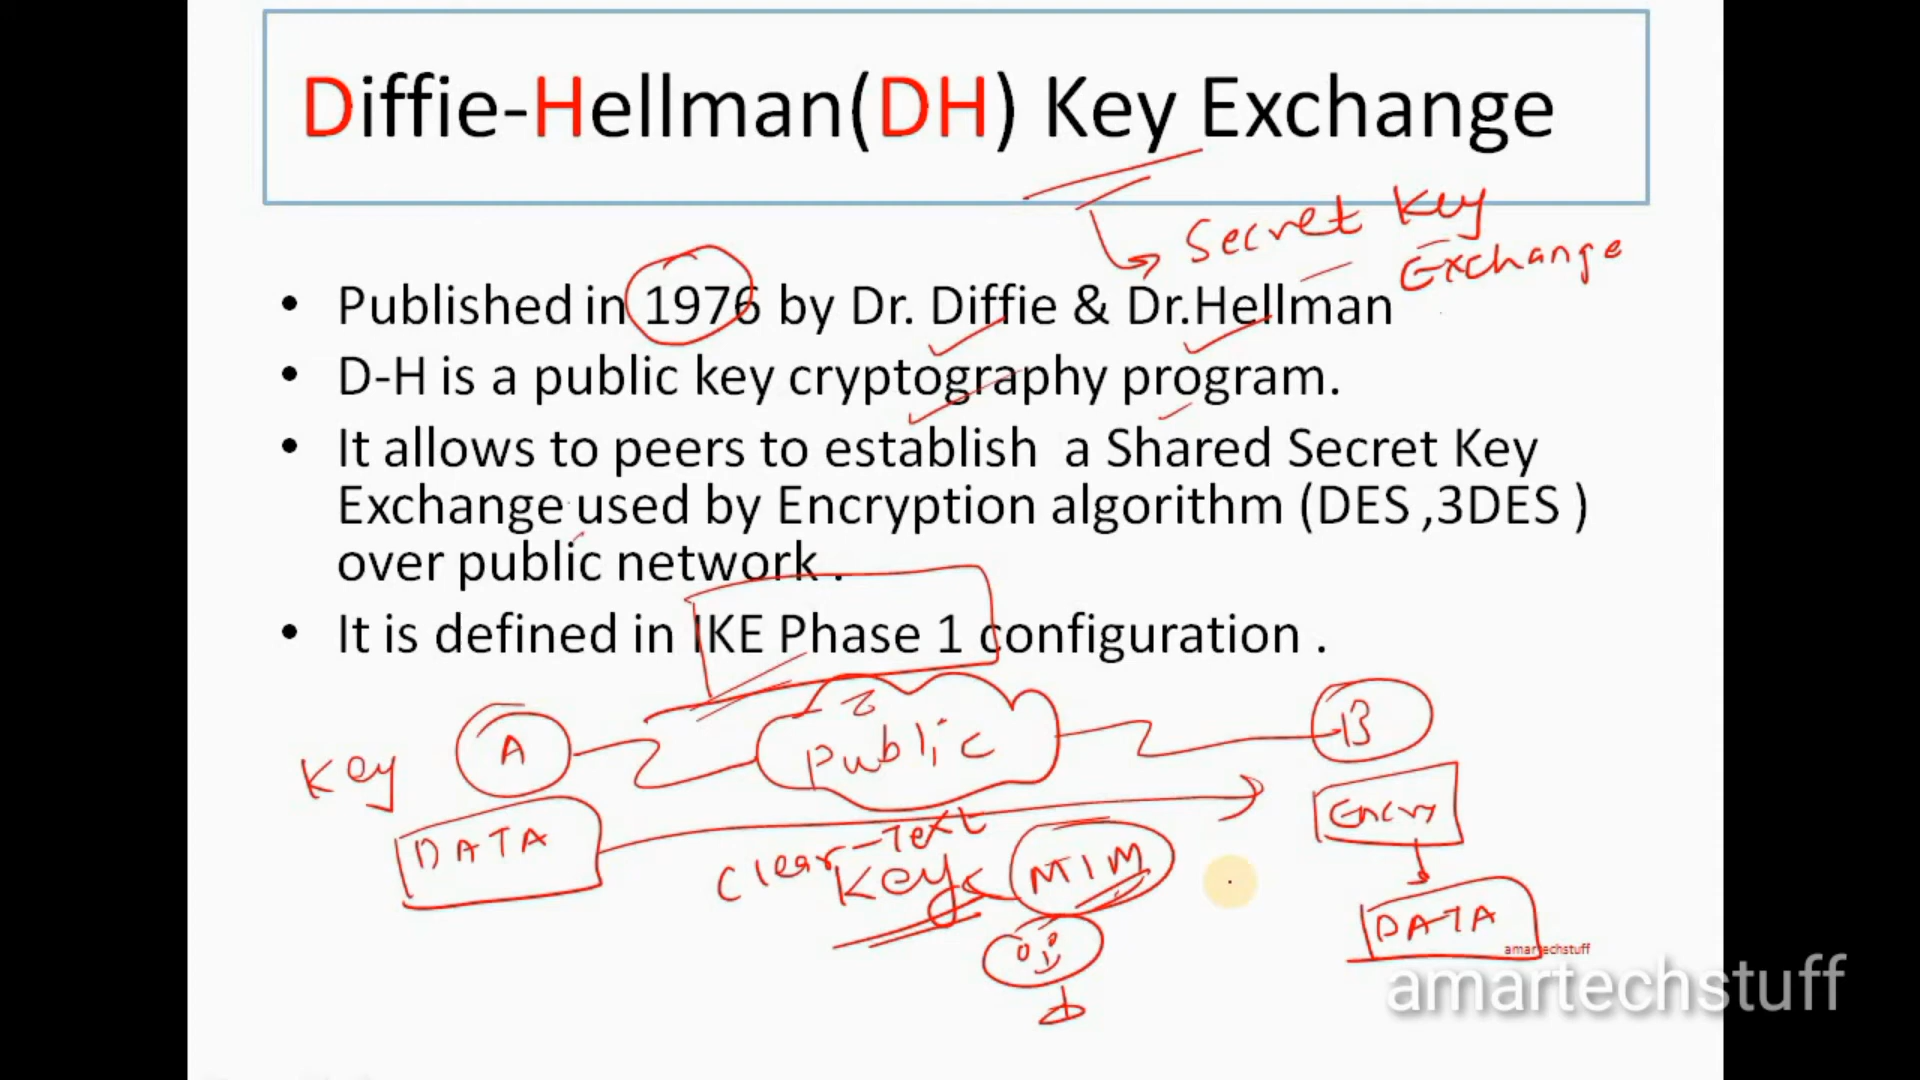 Diffie-Hellman(DH) Key Exchange
Secret Key
Exchange
• Published in 1976 by Dr. Diffie & Dr.Hellman
• D-H is a public key cryptography program.
• It allows to peers to establish a Shared Secret Key
Exchange used by Encryption algorithm (DES ,3DES )
over public network .
• It is defined in IKE Phase 1 configuration .
Key
A
Public
B
DATA
Clear-Text
Key
MIM
Encry
DATA
amartechstuff
amartechstuff